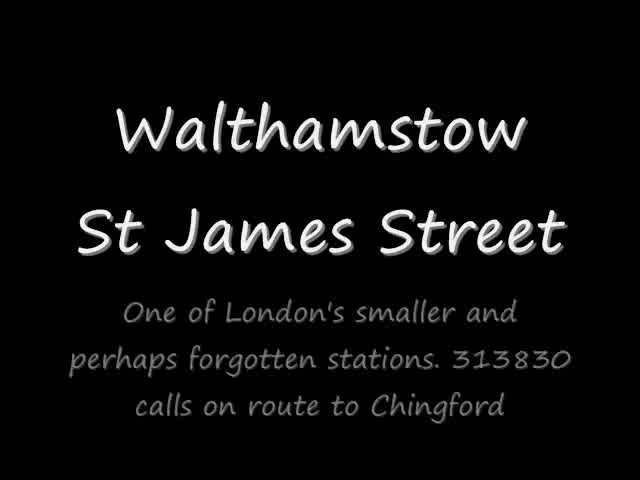 Walthamstow
St James Street
One of London's smaller and
perhaps forgotten stations. 313830
calls on route to Chingford